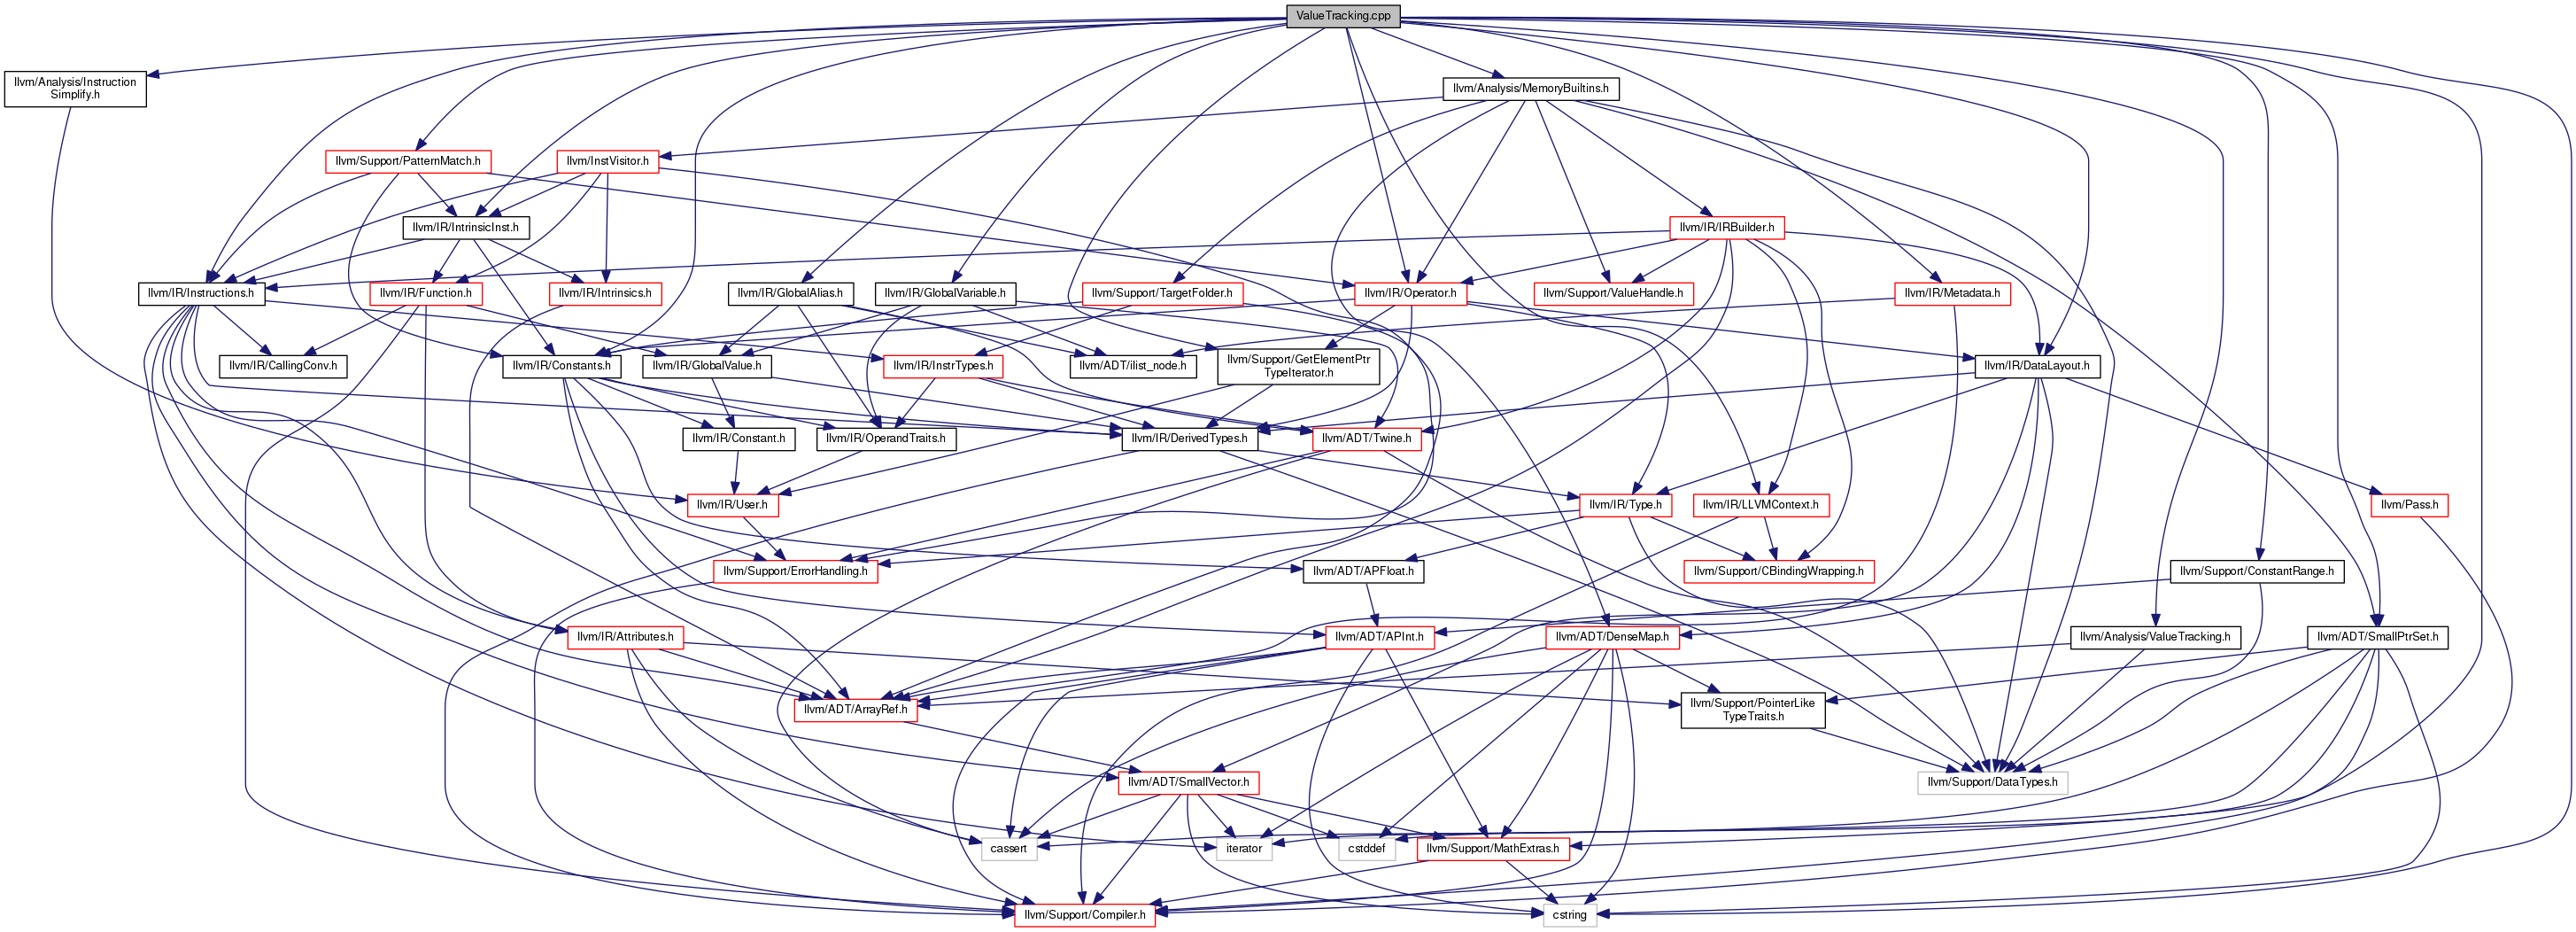 ValueTracking.cpp
llvm/Analysis/Instruction
Simplify.h
llvm/Analysis/MemoryBuiltins.h
llvm/Support/PatternMatch.h
llvm/InstVisitor.h
llvm/IR/IntrinsicInst.h
llvm/IR/IRBuilder.h
llvm/IR/Instructions.h
llvm/IR/Function.h
llvm/IR/Intrinsics.h
llvm/IR/GlobalAlias.h
llvm/IR/GlobalVariable.h
llvm/Support/TargetFolder.h
llvm/IR/Operator.h
llvm/Support/ValueHandle.h
llvm/IR/Metadata.h
llvm/IR/CallingConv.h
llvm/IR/Constants.h
llvm/IR/GlobalValue.h
llvm/IR/InstrTypes.h
llvm/ADT/ilist_node.h
llvm/Support/GetElementPtr
TypeIterator.h
llvm/IR/DataLayout.h
llvm/IR/Constant.h
llvm/IR/OperandTraits.h
llvm/IR/DerivedTypes.h
llvm/ADT/Twine.h
llvm/IR/User.h
llvm/IR/Type.h
llvm/IR/LLVMContext.h
llvm/Pass.h
llvm/Support/ErrorHandling.h
llvm/ADT/APFloat.h
llvm/Support/CBindingWrapping.h
llvm/Support/ConstantRange.h
llvm/IR/Attributes.h
llvm/ADT/APInt.h
llvm/ADT/DenseMap.h
llvm/Analysis/ValueTracking.h
llvm/ADT/SmallPtrSet.h
llvm/ADT/ArrayRef.h
llvm/Support/PointerLike
TypeTraits.h
llvm/ADT/SmallVector.h
llvm/Support/DataTypes.h
cassert
iterator
cstddef
llvm/Support/MathExtras.h
llvm/Support/Compiler.h
cstring